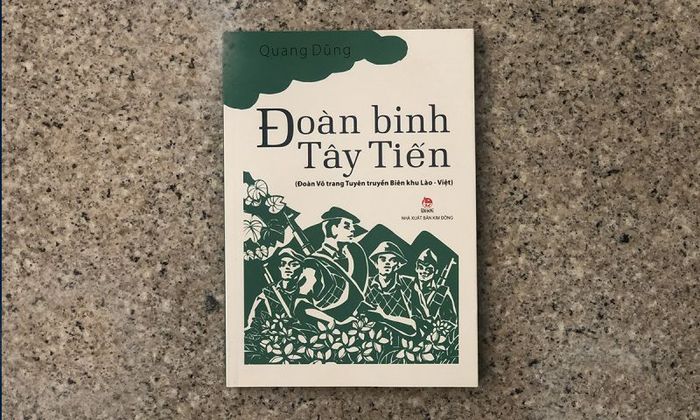 Quang Dũng
Đoàn binh
Tây Tiến
(Đoàn Võ trang Tuyên truyền Biên khu Lào - Việt)
NHÀ XUẤT BẢN KIM ĐỒNG